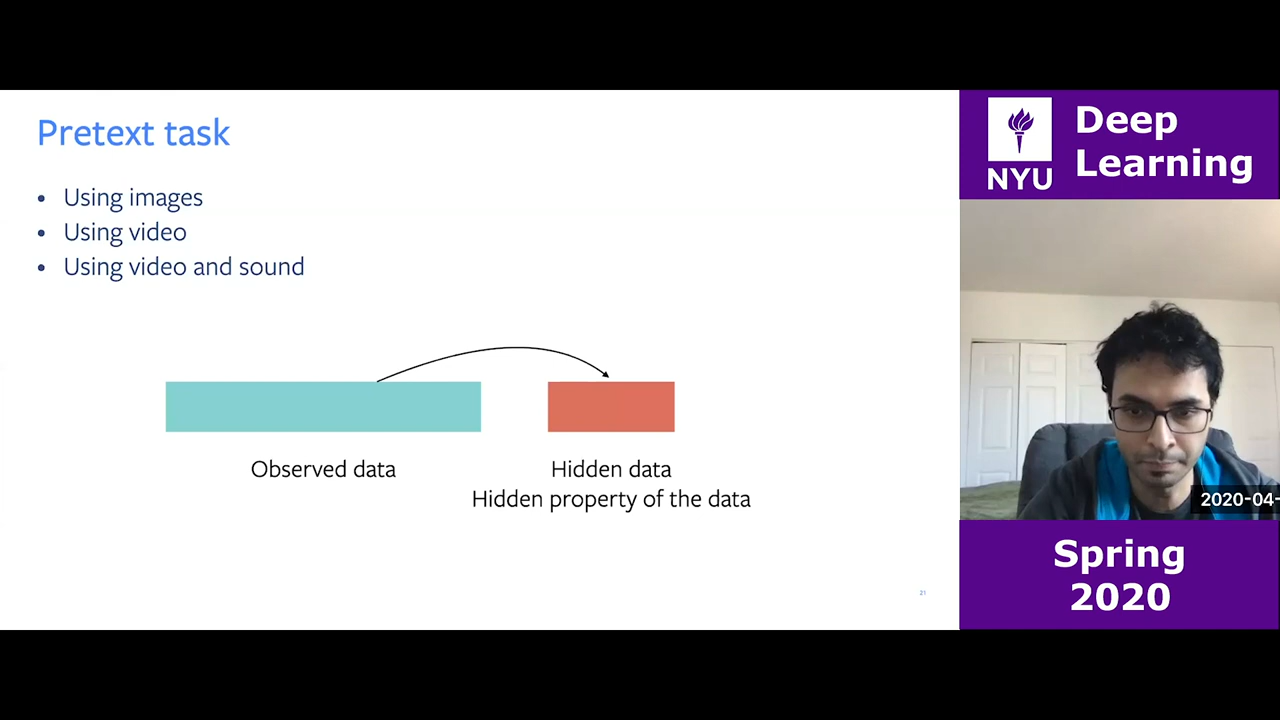 Pretext task
• Using images
• Using video
• Using video and sound
Observed data
Hidden data
Hidden property of the data
21
NYU
Deep
Learning
2020-04-
Spring
2020